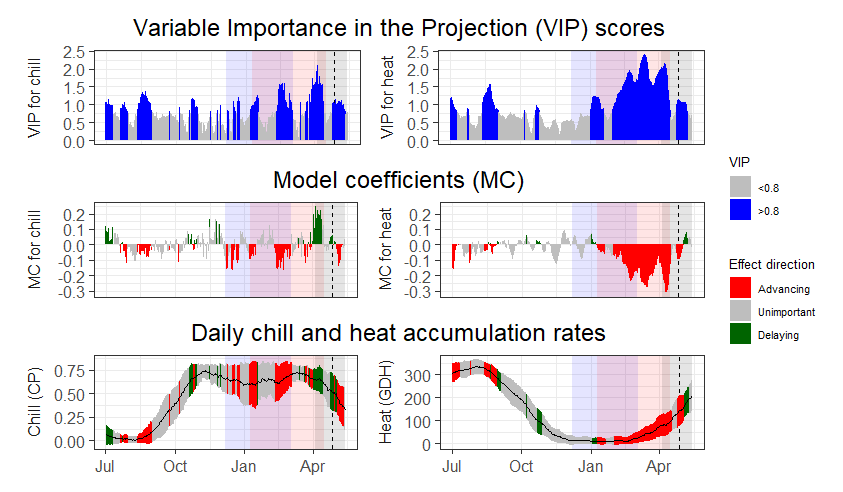 Variable Importance in the Projection (VIP) scores
VIP for chill
2.5
2.0
1.5
1.0
0.5
0.0
VIP for heat
2.5
2.0
1.5
1.0
0.5
0.0
VIP
<0.8
>0.8
Model coefficients (MC)
MC for chill
0.2
0.1
0.0
-0.1
-0.2
-0.3
MC for heat
0.2
0.1
0.0
-0.1
-0.2
-0.3
Effect direction
Advancing
Unimportant
Delaying
Daily chill and heat accumulation rates
Chill (CP)
0.75
0.50
0.25
0.00
Jul Oct Jan Apr
Heat (GDH)
300
200
100
0
Jul Oct Jan Apr